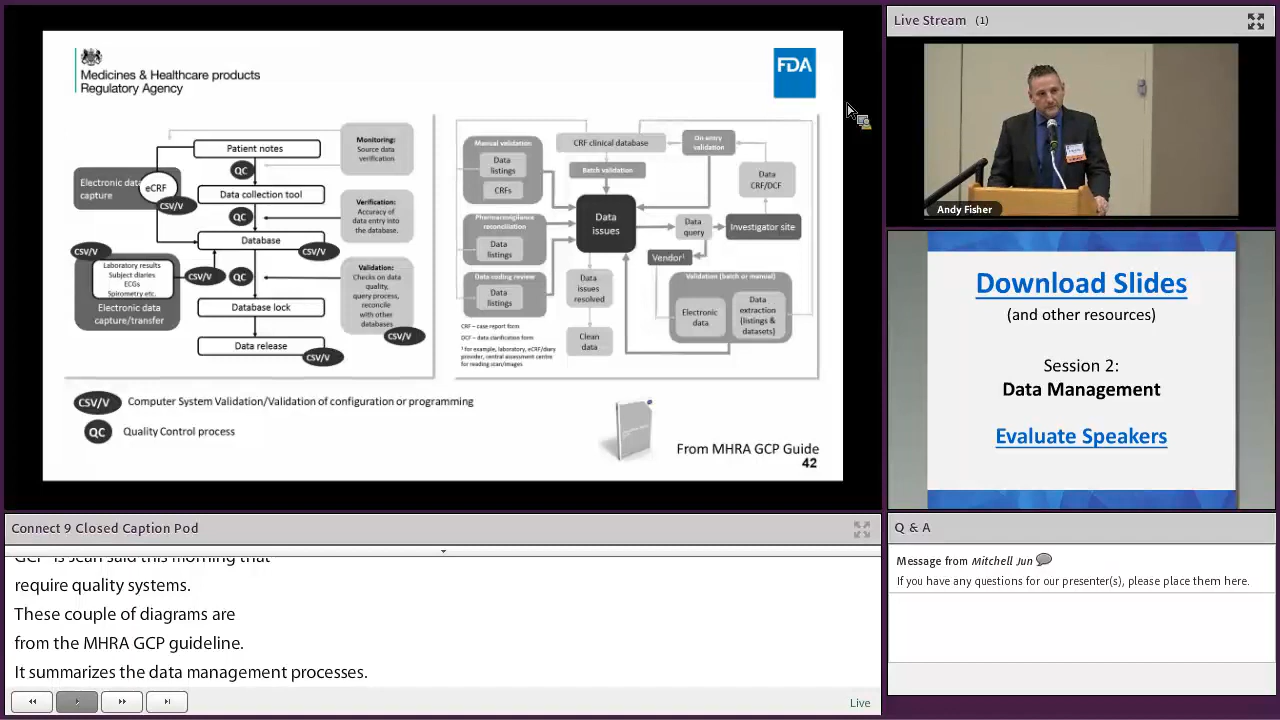 Medicines & Healthcare products
Regulatory Agency
FDA
Patient notes
QC
Data collection tool
QC
Database
QC
Database lock
Data release
Electronic data
capture
eCRF
CSV/V
CSV/V
CSV/V
CSV/V
Laboratory results
Subject diaries
ECGs
Spirometry etc.
Electronic data
capture/transfer
Monitoring:
Source data
verification
Verification:
Accuracy of
data entry into
the database.
Validation:
Checks on data
quality,
query process,
reconcile
with other
databases
CSV/V
CSV/V
Manual validation
Data
listings
CRFs
Pharmacovigilance
reconciliation
Data
listings
Data coding review
Data
listings
CRF clinical database
Batch validation
On entry
validation
Data
issues
Data
CRF/DCF
Data
query
Investigator site
Vendor¹
Data
issues
resolved
Clean
data
Validation (batch or manual)
Electronic
data
Data
extraction
(listings &
datasets)
CRF – case report form
DCF – data clarification form
¹ for example, laboratory, eCRF/diary
provider, central assessment centre
for reading scan/images
CSV/V
Computer System Validation/Validation of configuration or programming
QC
Quality Control process
From MHRA GCP Guide
42
Live Stream (1)
Andy Fisher
Download Slides
(and other resources)
Session 2:
Data Management
Evaluate Speakers
Connect 9 Closed Caption Pod
GCP is Jean said this morning that
require quality systems.
These couple of diagrams are
from the MHRA GCP guideline.
It summarizes the data management processes.
Live
Q & A
Message from Mitchell Jun
If you have any questions for our presenter(s), please place them here.